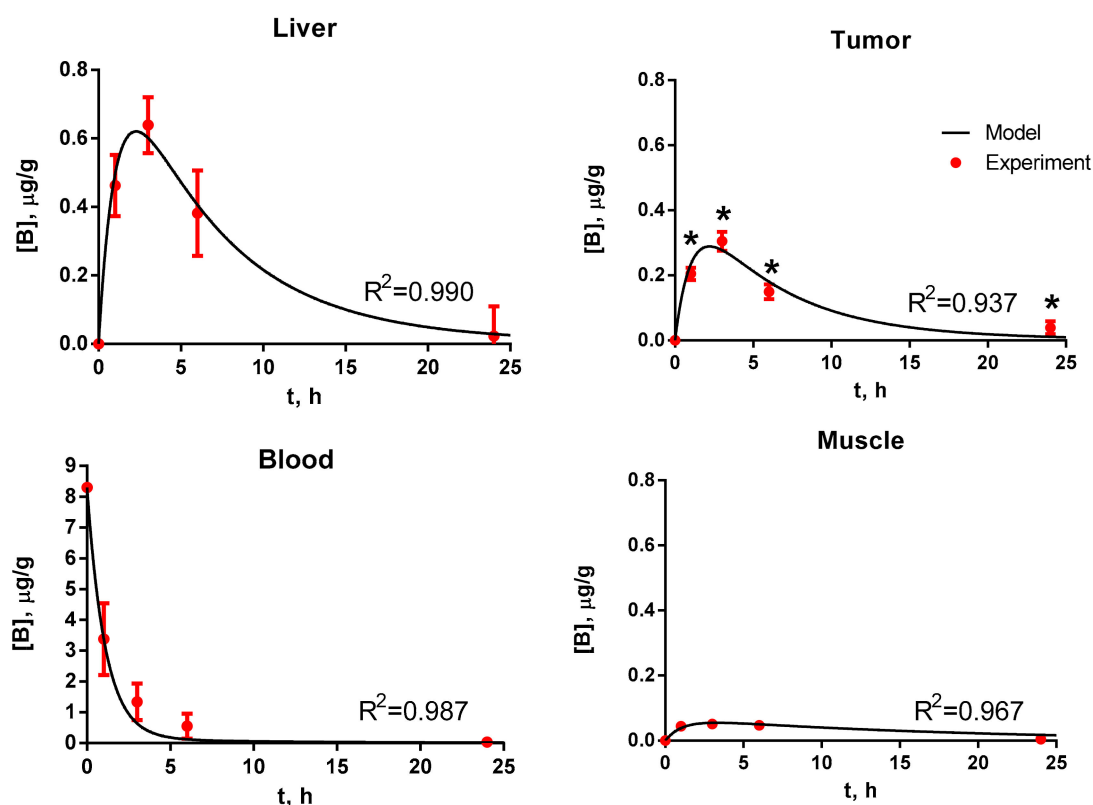 Liver
[B], µg/g
0.8
0.6
0.4
0.2
0.0
R²=0.990
0 5 10 15 20 25
t, h
Tumor
[B], µg/g
0.8
0.6
0.4
0.2
0.0
Model
Experiment
* * * *
R²=0.937
0 5 10 15 20 25
t, h
Blood
[B], µg/g
9
8
7
6
5
4
3
2
1
0
R²=0.987
0 5 10 15 20 25
t, h
Muscle
[B], µg/g
0.8
0.6
0.4
0.2
0.0
R²=0.967
0 5 10 15 20 25
t, h